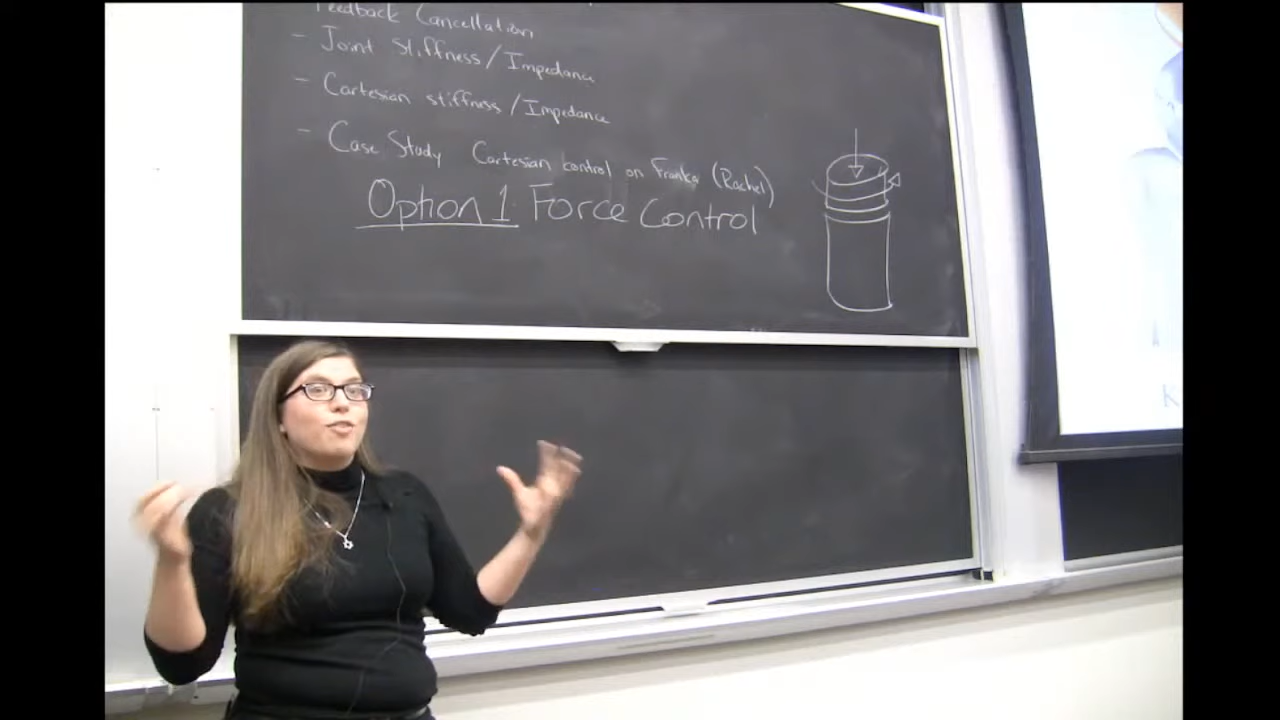 Feedback Cancellation
- Joint Stiffness/Impedance
- Cartesian stiffness/Impedance
- Case Study Cartesian control on Franka (Rachel)
Option 1 Force Control
K